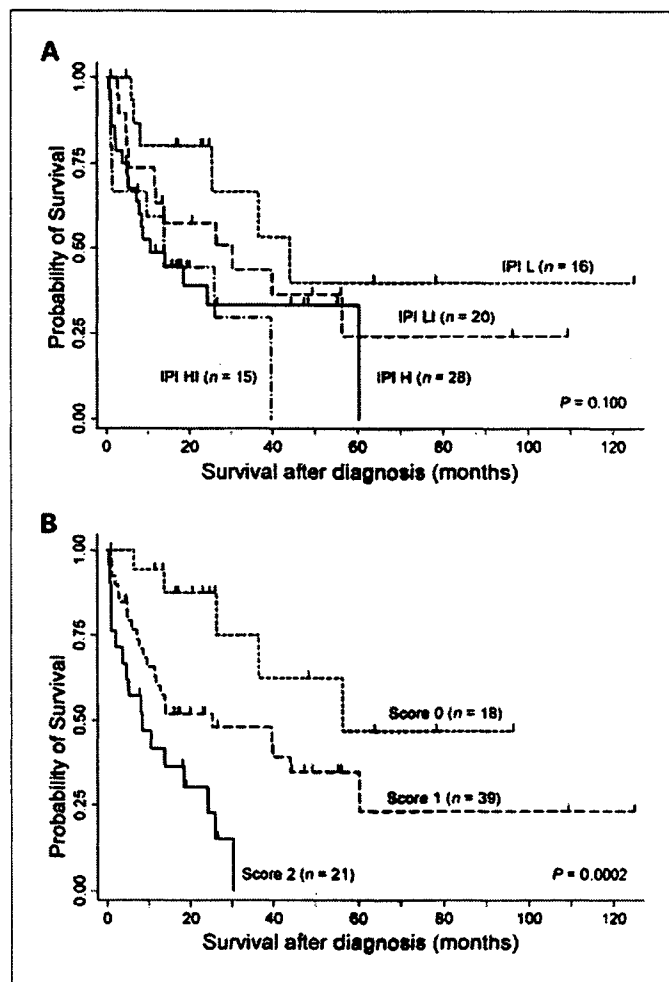 A
Probability of Survival
1.00
0.75
0.50
0.25
0.00
IPI L (n = 16)
IPI LI (n = 20)
IPI HI (n = 15)
IPI H (n = 28)
P = 0.100
0 20 40 60 80 100 120
Survival after diagnosis (months)
B
Probability of Survival
1.00
0.75
0.50
0.25
0.00
Score 0 (n = 18)
Score 1 (n = 39)
Score 2 (n = 21)
P = 0.0002
0 20 40 60 80 100 120
Survival after diagnosis (months)